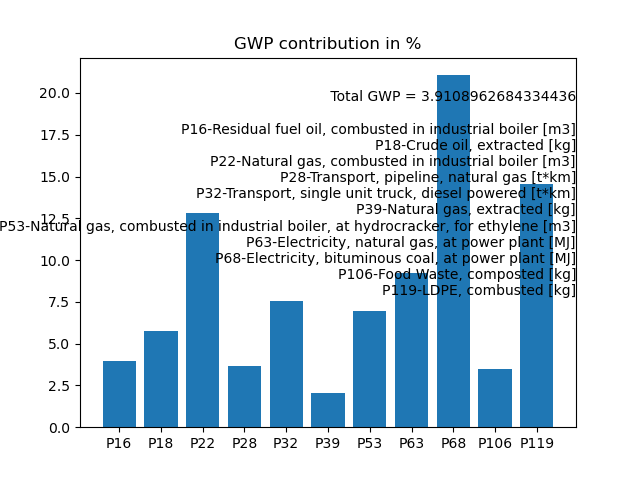 GWP contribution in %
20.0
17.5
15.0
12.5
10.0
7.5
5.0
2.5
0.0
Total GWP = 3.9108962684334436
P16-Residual fuel oil, combusted in industrial boiler [m3]
P18-Crude oil, extracted [kg]
P22-Natural gas, combusted in industrial boiler [m3]
P28-Transport, pipeline, natural gas [t*km]
P32-Transport, single unit truck, diesel powered [t*km]
P39-Natural gas, extracted [kg]
P53-Natural gas, combusted in industrial boiler, at hydrocracker, for ethylene [m3]
P63-Electricity, natural gas, at power plant [MJ]
P68-Electricity, bituminous coal, at power plant [MJ]
P106-Food Waste, composted [kg]
P119-LDPE, combusted [kg]
P16 P18 P22 P28 P32 P39 P53 P63 P68 P106 P119